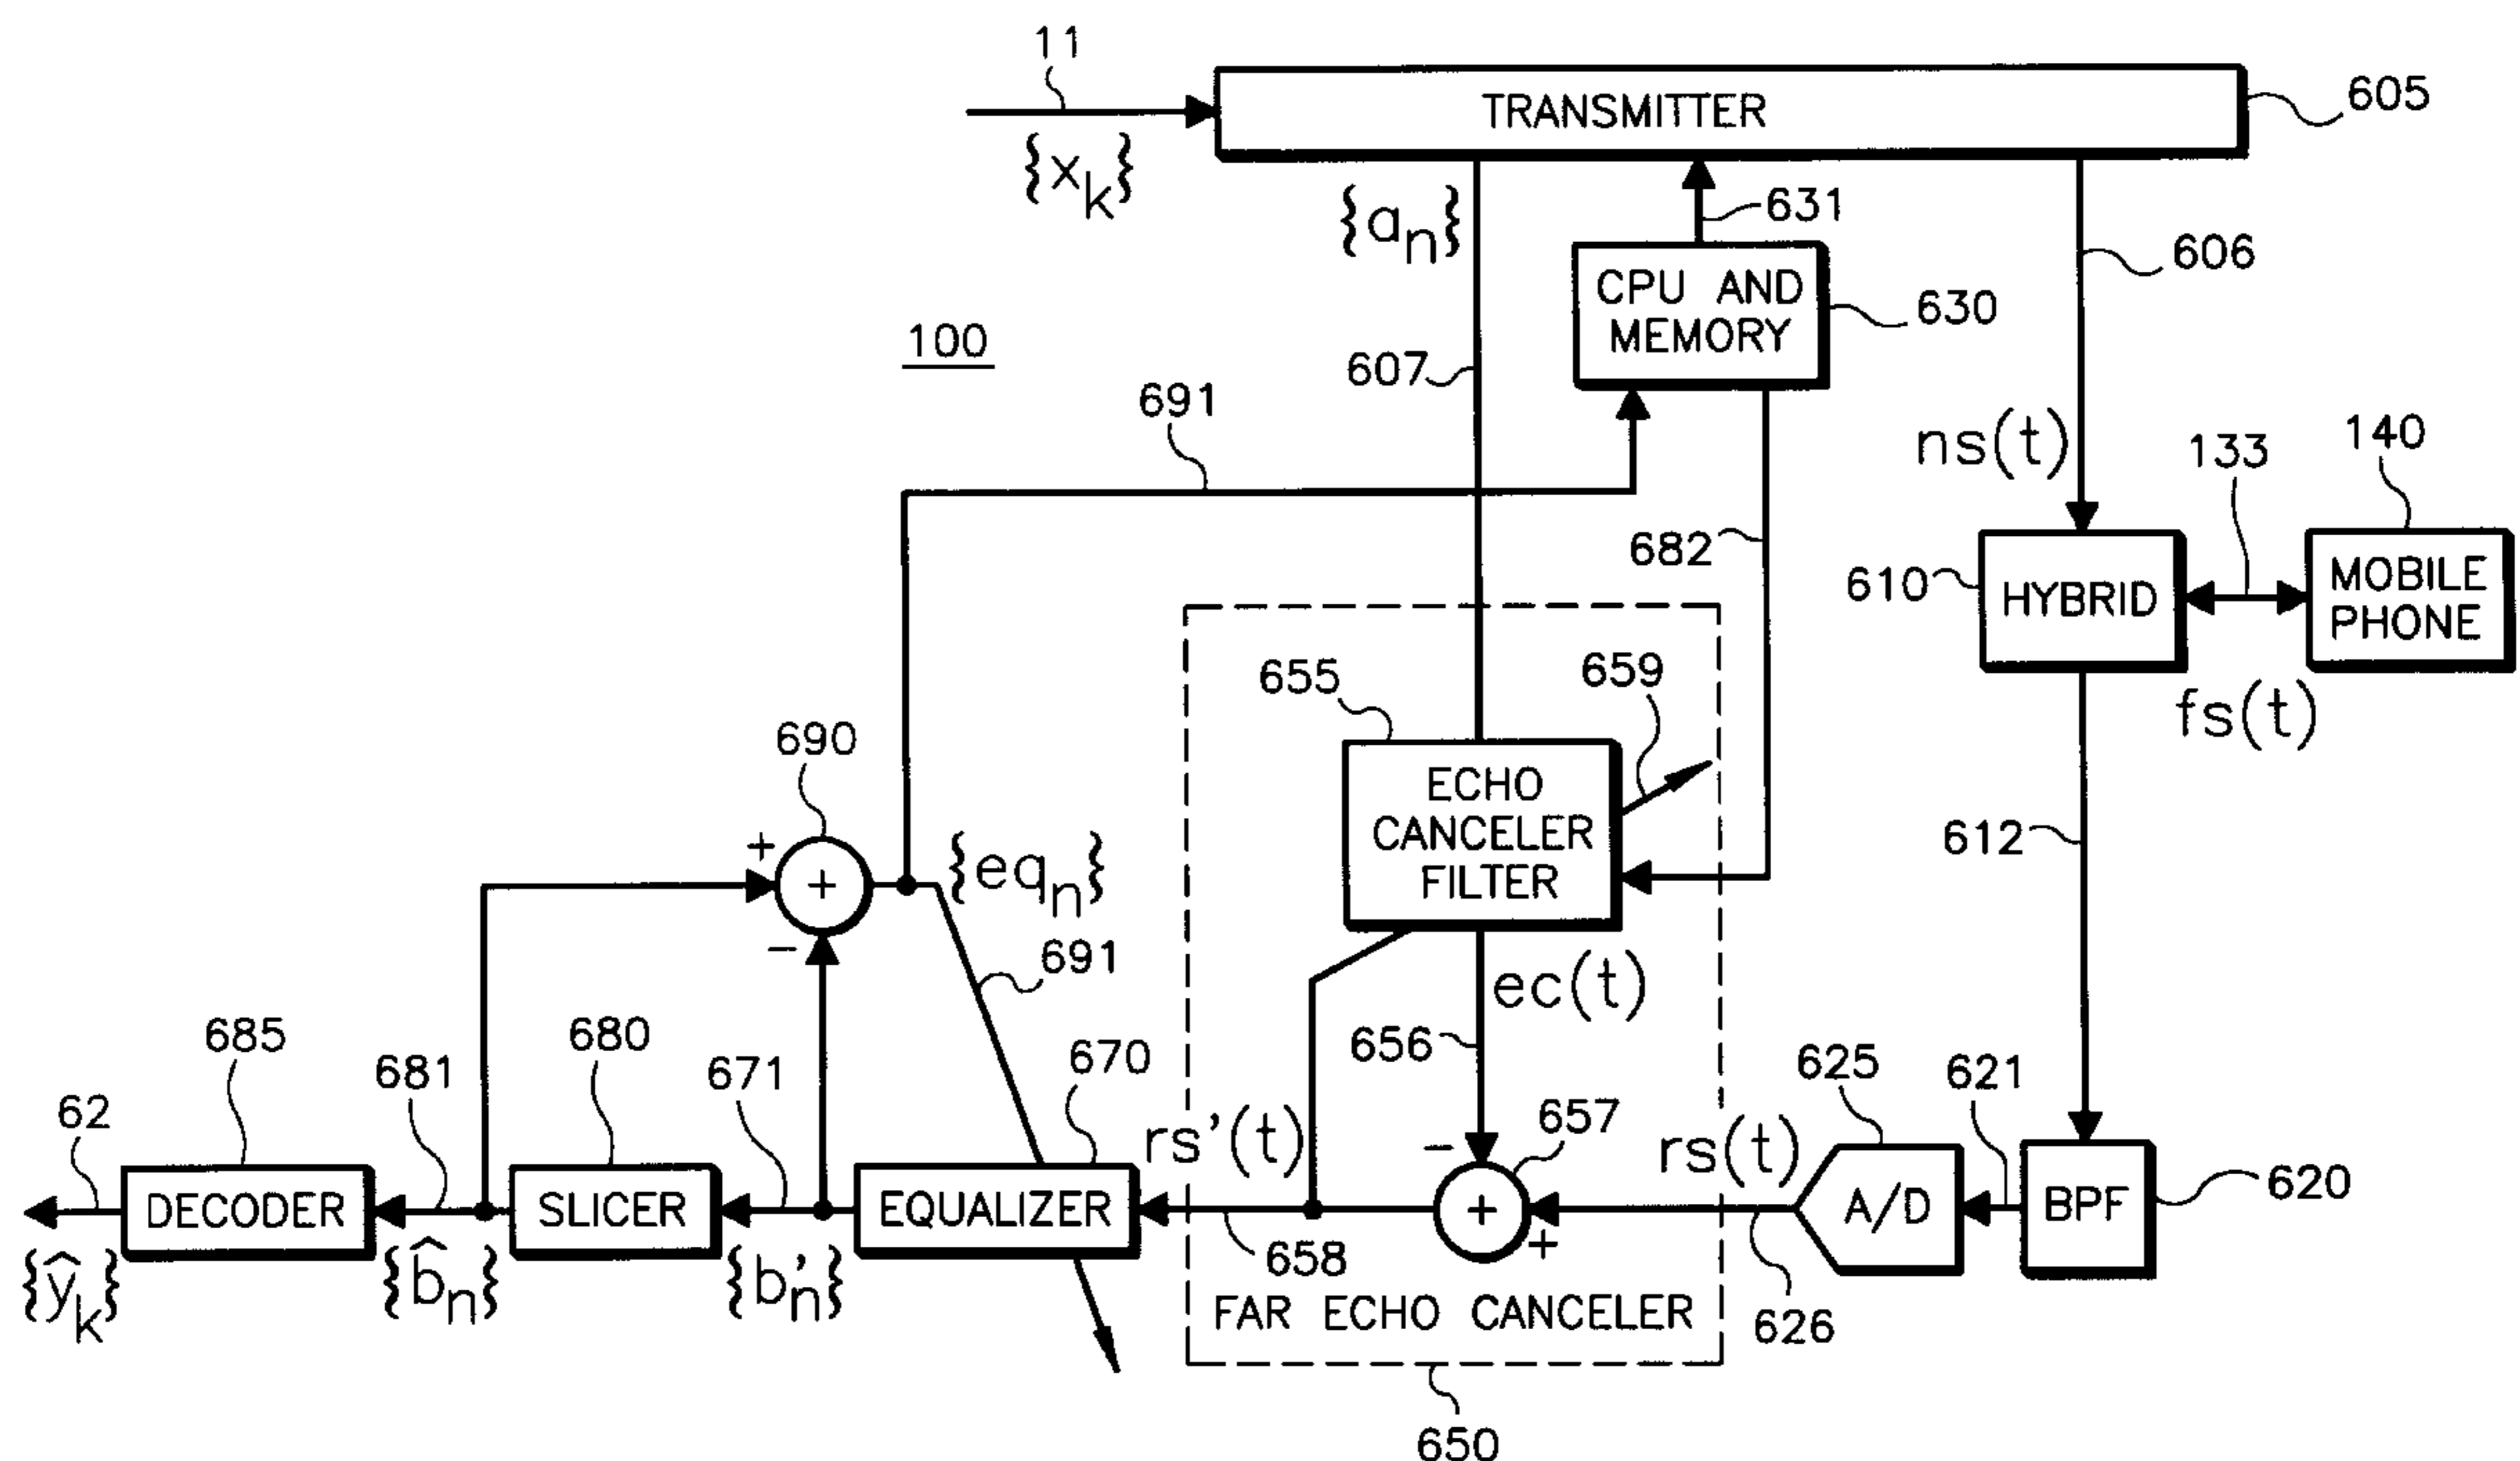 11
TRANSMITTER
605
{x_k}
{a_n}
631
606
CPU AND
MEMORY
630
100
607
691
ns(t)
133
140
682
610
HYBRID
MOBILE
PHONE
fs(t)
655
659
690
ECHO
CANCELER
FILTER
612
+
+
−
{eq_n}
691
ec(t)
656
685
680
670
625
621
62
681
671
rs'(t)
657
rs(t)
−
DECODER
SLICER
EQUALIZER
+
+
A/D
BPF
620
658
{ŷ_k}
{b̂_n}
{b'_n}
FAR ECHO CANCELER
626
650